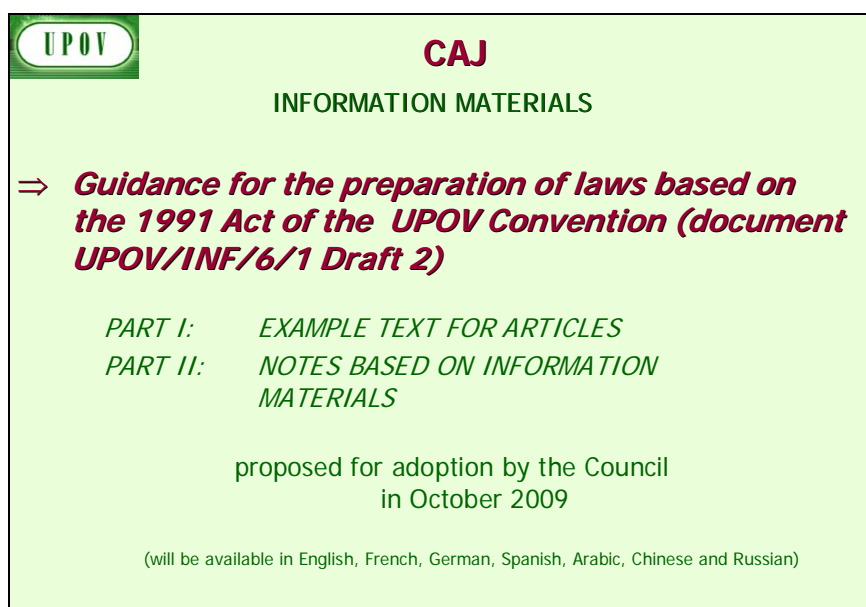 UPOV
CAJ
INFORMATION MATERIALS
⇒ Guidance for the preparation of laws based on
the 1991 Act of the UPOV Convention (document
UPOV/INF/6/1 Draft 2)
PART I: EXAMPLE TEXT FOR ARTICLES
PART II: NOTES BASED ON INFORMATION
MATERIALS
proposed for adoption by the Council
in October 2009
(will be available in English, French, German, Spanish, Arabic, Chinese and Russian)